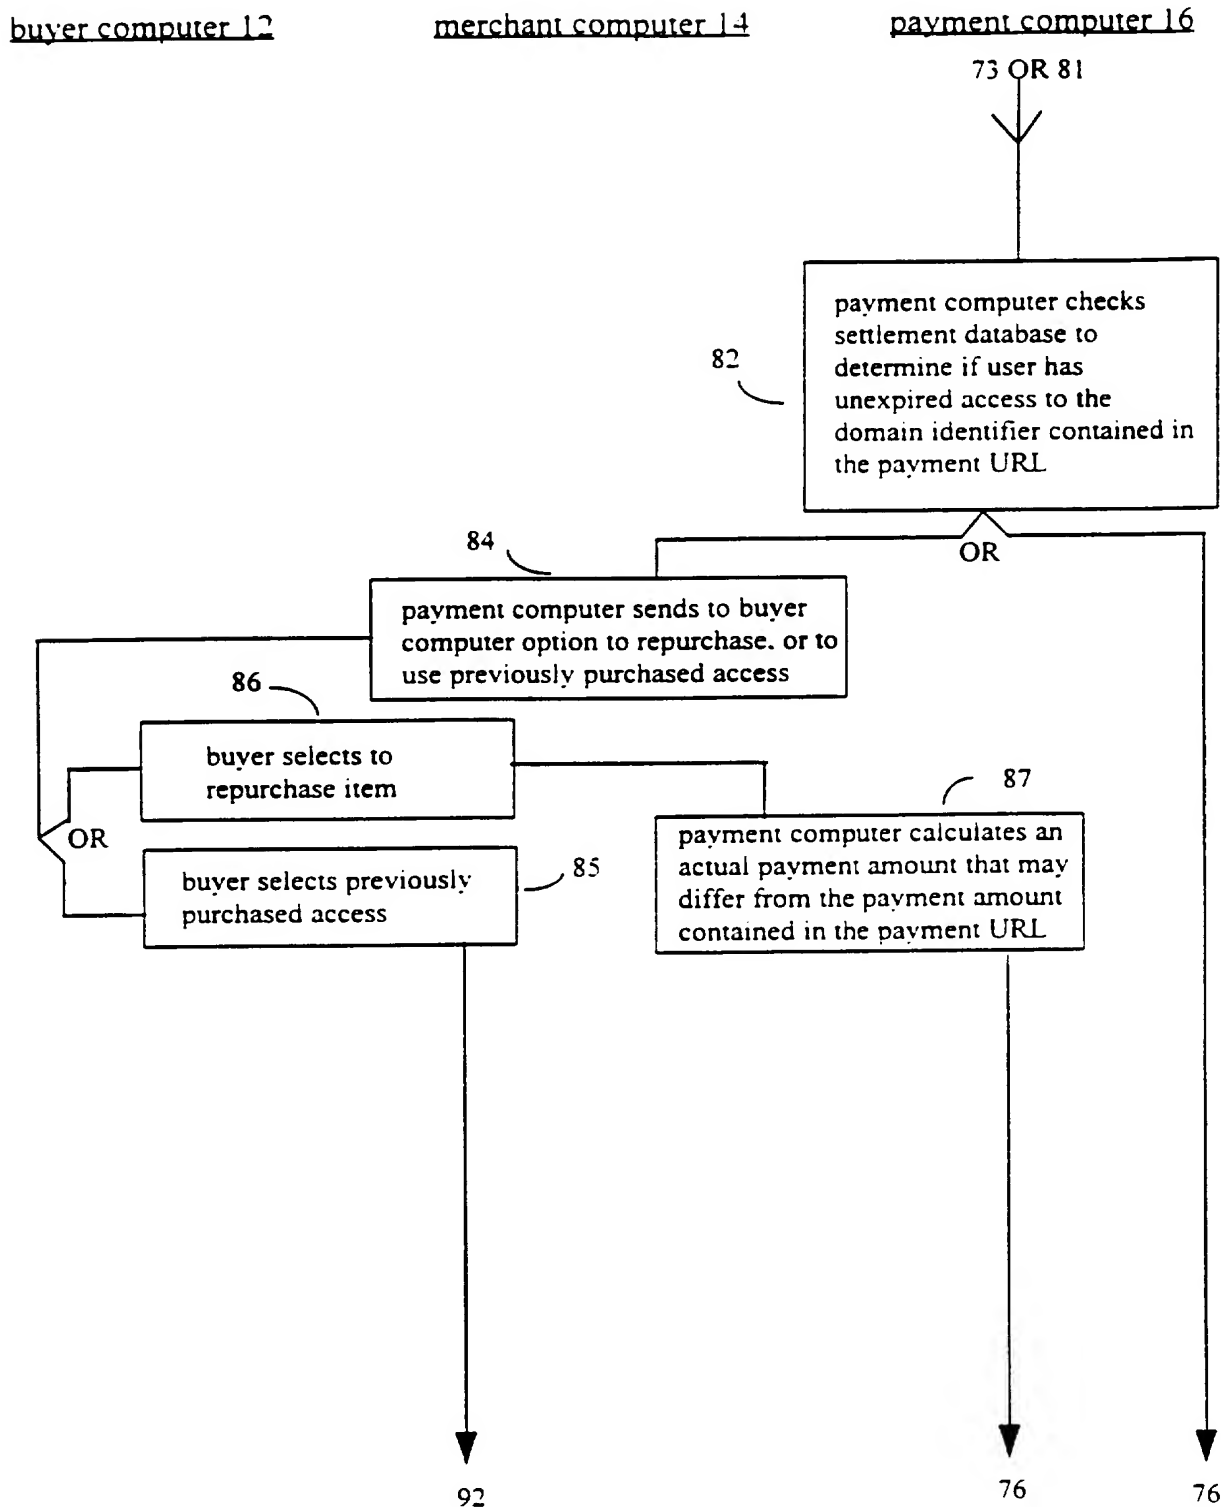 buyer computer 12
merchant computer 14
payment computer 16
73 OR 81
82
payment computer checks
settlement database to
determine if user has
unexpired access to the
domain identifier contained in
the payment URL
OR
84
payment computer sends to buyer
computer option to repurchase, or to
use previously purchased access
86
buyer selects to
repurchase item
OR
87
payment computer calculates an
actual payment amount that may
differ from the payment amount
contained in the payment URL
85
buyer selects previously
purchased access
92
76
76